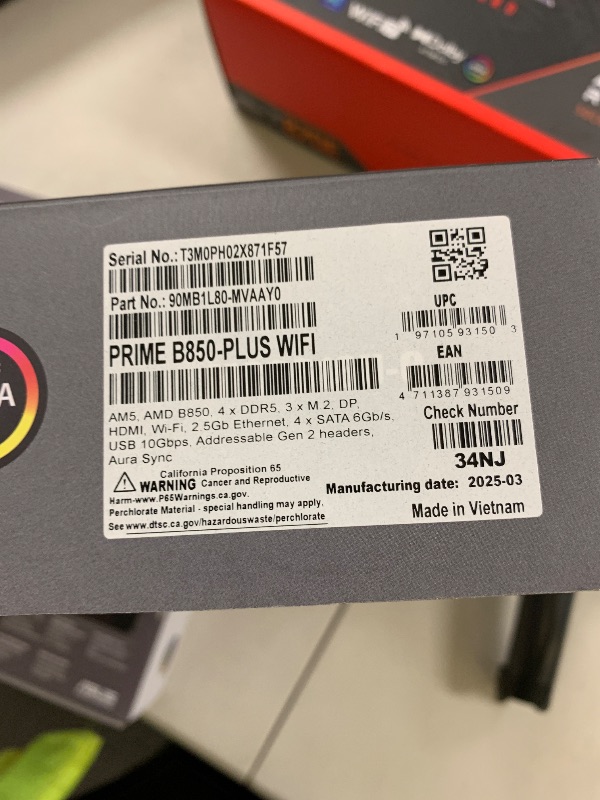 WiFi
Dolby
Serial No.: T3M0PH02X871F57
Part No.: 90MB1L80-MVAAY0
PRIME B850-PLUS WIFI
UPC
1 97105 93150 3
EAN
4 711387 931509
Check Number
34NJ
AM5, AMD B850, 4 x DDR5, 3 x M.2, DP,
HDMI, Wi-Fi, 2.5Gb Ethernet, 4 x SATA 6Gb/s,
USB 10Gbps, Addressable Gen 2 headers,
Aura Sync
California Proposition 65
WARNING Cancer and Reproductive
Harm-www.P65Warnings.ca.gov.
Perchlorate Material - special handling may apply.
See www.dtsc.ca.gov/hazardouswaste/perchlorate
Manufacturing date: 2025-03
Made in Vietnam